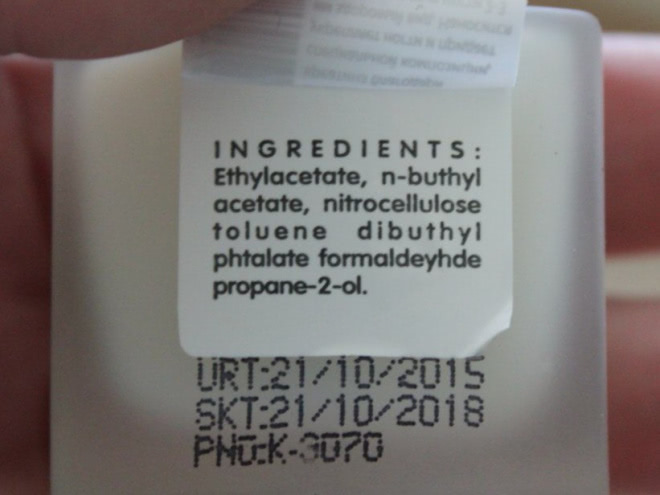 INGREDIENTS:
Ethylacetate, n-buthyl
acetate, nitrocellulose
toluene dibuthyl
phtalate formaldeyhde
propane-2-ol.
URT:21/10/2015
SKT:21/10/2018
PNO:K-3070